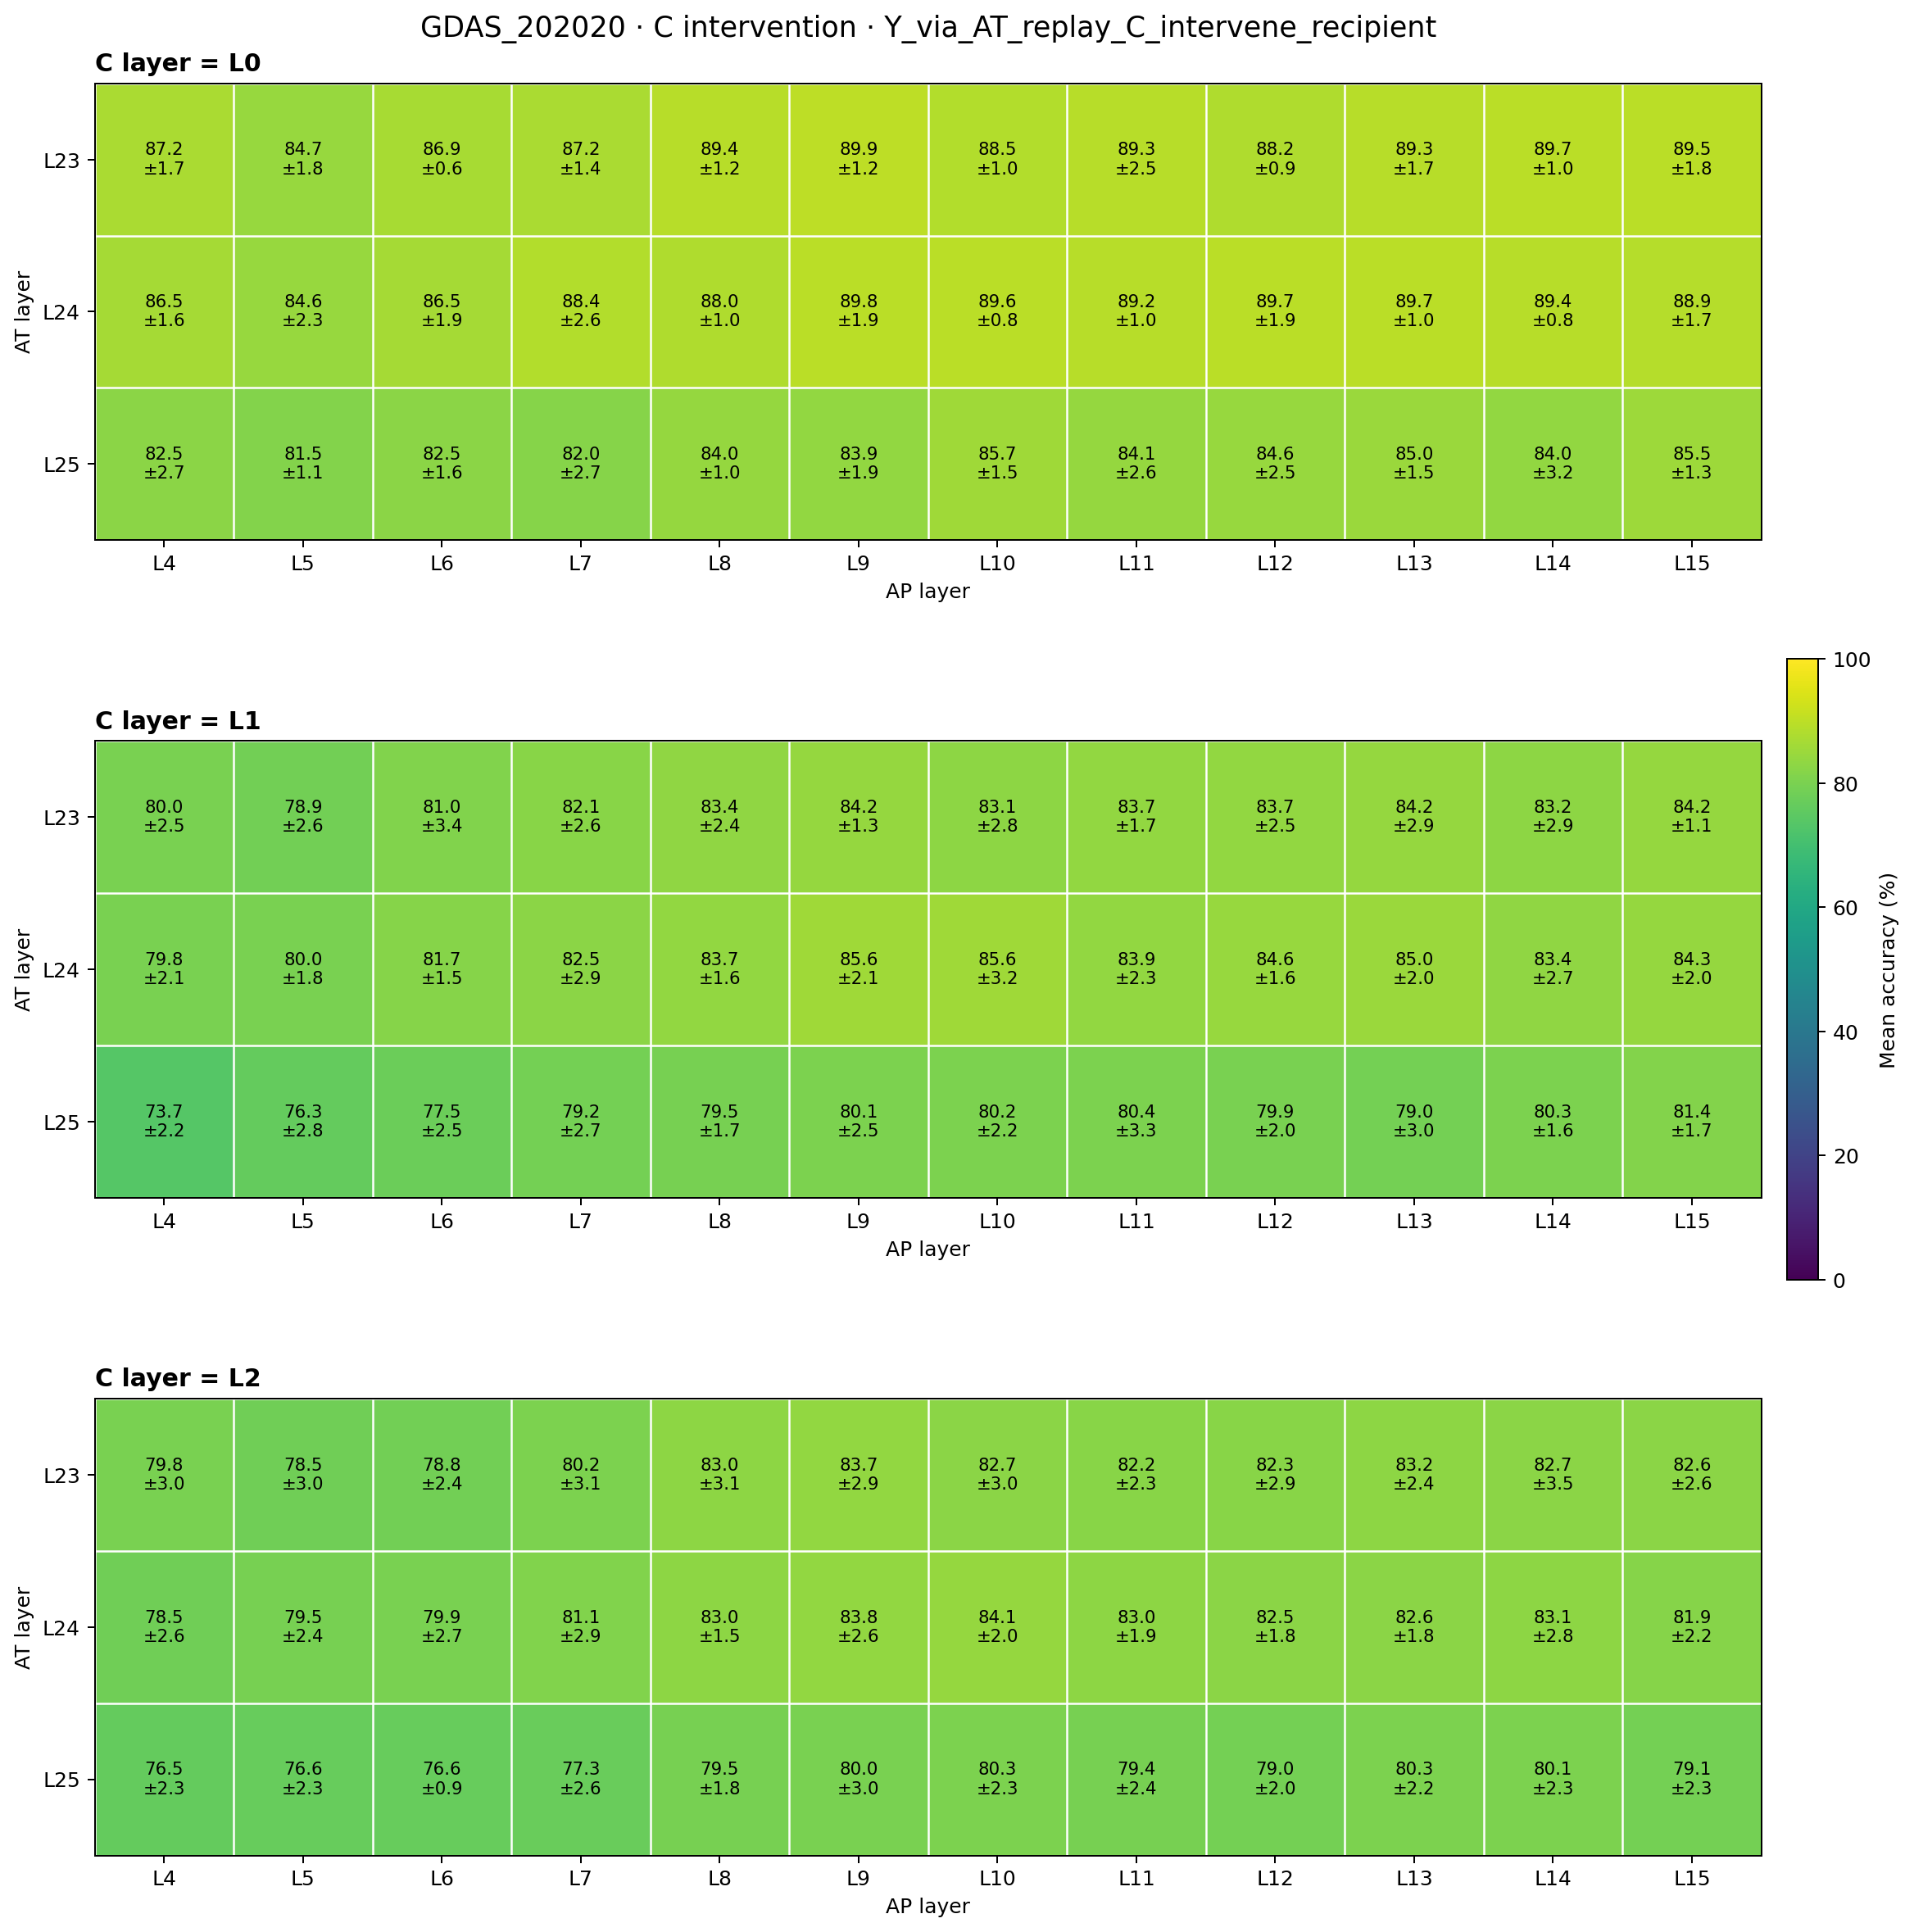 GDAS_202020 · C intervention · Y_via_AT_replay_C_intervene_recipient
C layer = L0
AT layer
L23
87.2 84.7 86.9 87.2 89.4 89.9 88.5 89.3 88.2 89.3 89.7 89.5
±1.7 ±1.8 ±0.6 ±1.4 ±1.2 ±1.2 ±1.0 ±2.5 ±0.9 ±1.7 ±1.0 ±1.8
L24
86.5 84.6 86.5 88.4 88.0 89.8 89.6 89.2 89.7 89.7 89.4 88.9
±1.6 ±2.3 ±1.9 ±2.6 ±1.0 ±1.9 ±0.8 ±1.0 ±1.9 ±1.0 ±0.8 ±1.7
L25
82.5 81.5 82.5 82.0 84.0 83.9 85.7 84.1 84.6 85.0 84.0 85.5
±2.7 ±1.1 ±1.6 ±2.7 ±1.0 ±1.9 ±1.5 ±2.6 ±2.5 ±1.5 ±3.2 ±1.3
L4 L5 L6 L7 L8 L9 L10 L11 L12 L13 L14 L15
AP layer
C layer = L1
AT layer
L23
80.0 78.9 81.0 82.1 83.4 84.2 83.1 83.7 83.7 84.2 83.2 84.2
±2.5 ±2.6 ±3.4 ±2.6 ±2.4 ±1.3 ±2.8 ±1.7 ±2.5 ±2.9 ±2.9 ±1.1
L24
79.8 80.0 81.7 82.5 83.7 85.6 85.6 83.9 84.6 85.0 83.4 84.3
±2.1 ±1.8 ±1.5 ±2.9 ±1.6 ±2.1 ±3.2 ±2.3 ±1.6 ±2.0 ±2.7 ±2.0
L25
73.7 76.3 77.5 79.2 79.5 80.1 80.2 80.4 79.9 79.0 80.3 81.4
±2.2 ±2.8 ±2.5 ±2.7 ±1.7 ±2.5 ±2.2 ±3.3 ±2.0 ±3.0 ±1.6 ±1.7
L4 L5 L6 L7 L8 L9 L10 L11 L12 L13 L14 L15
AP layer
100
80
60
40
20
0
Mean accuracy (%)
C layer = L2
AT layer
L23
79.8 78.5 78.8 80.2 83.0 83.7 82.7 82.2 82.3 83.2 82.7 82.6
±3.0 ±3.0 ±2.4 ±3.1 ±3.1 ±2.9 ±3.0 ±2.3 ±2.9 ±2.4 ±3.5 ±2.6
L24
78.5 79.5 79.9 81.1 83.0 83.8 84.1 83.0 82.5 82.6 83.1 81.9
±2.6 ±2.4 ±2.7 ±2.9 ±1.5 ±2.6 ±2.0 ±1.9 ±1.8 ±1.8 ±2.8 ±2.2
L25
76.5 76.6 76.6 77.3 79.5 80.0 80.3 79.4 79.0 80.3 80.1 79.1
±2.3 ±2.3 ±0.9 ±2.6 ±1.8 ±3.0 ±2.3 ±2.4 ±2.0 ±2.2 ±2.3 ±2.3
L4 L5 L6 L7 L8 L9 L10 L11 L12 L13 L14 L15
AP layer